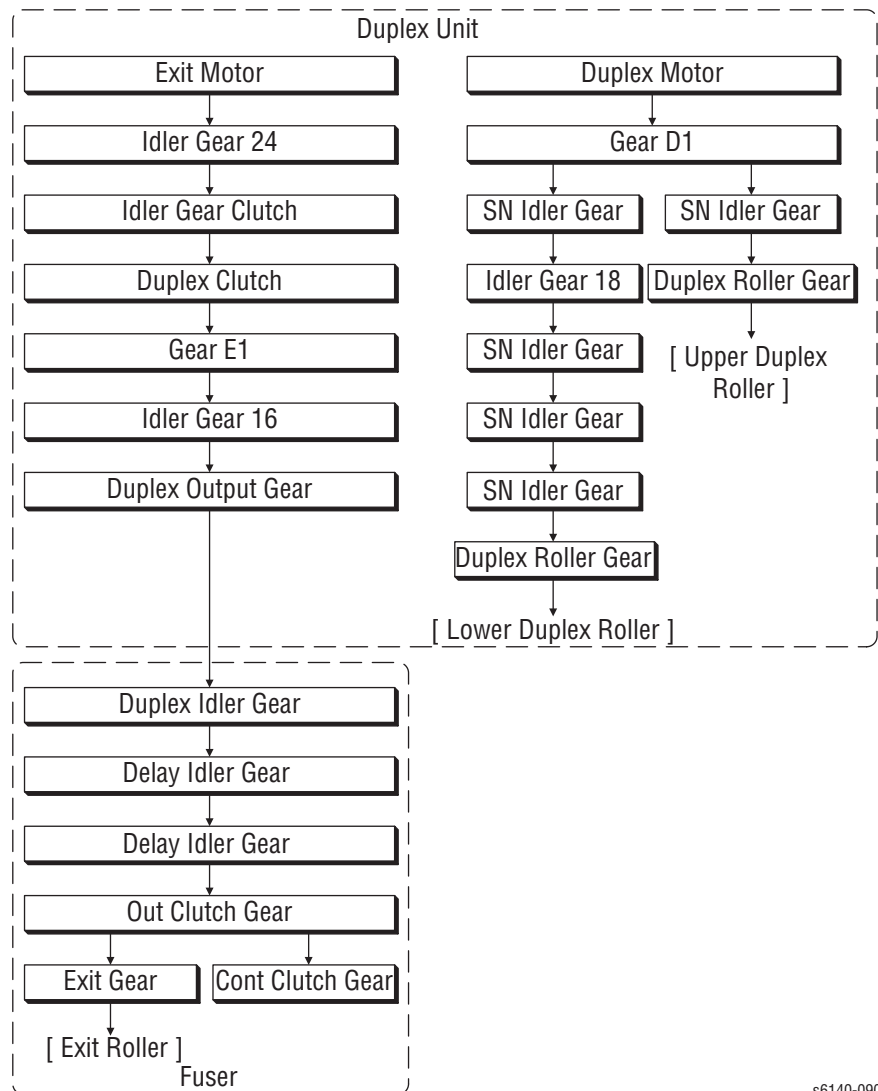 Duplex Unit
Exit Motor
Idler Gear 24
Idler Gear Clutch
Duplex Clutch
Gear E1
Idler Gear 16
Duplex Output Gear
Duplex Motor
Gear D1
SN Idler Gear
Idler Gear 18
SN Idler Gear
SN Idler Gear
SN Idler Gear
Duplex Roller Gear
[ Lower Duplex Roller ]
SN Idler Gear
Duplex Roller Gear
[ Upper Duplex
Roller ]
Duplex Idler Gear
Delay Idler Gear
Delay Idler Gear
Out Clutch Gear
Exit Gear
Cont Clutch Gear
[ Exit Roller ]
Fuser
s6140-090